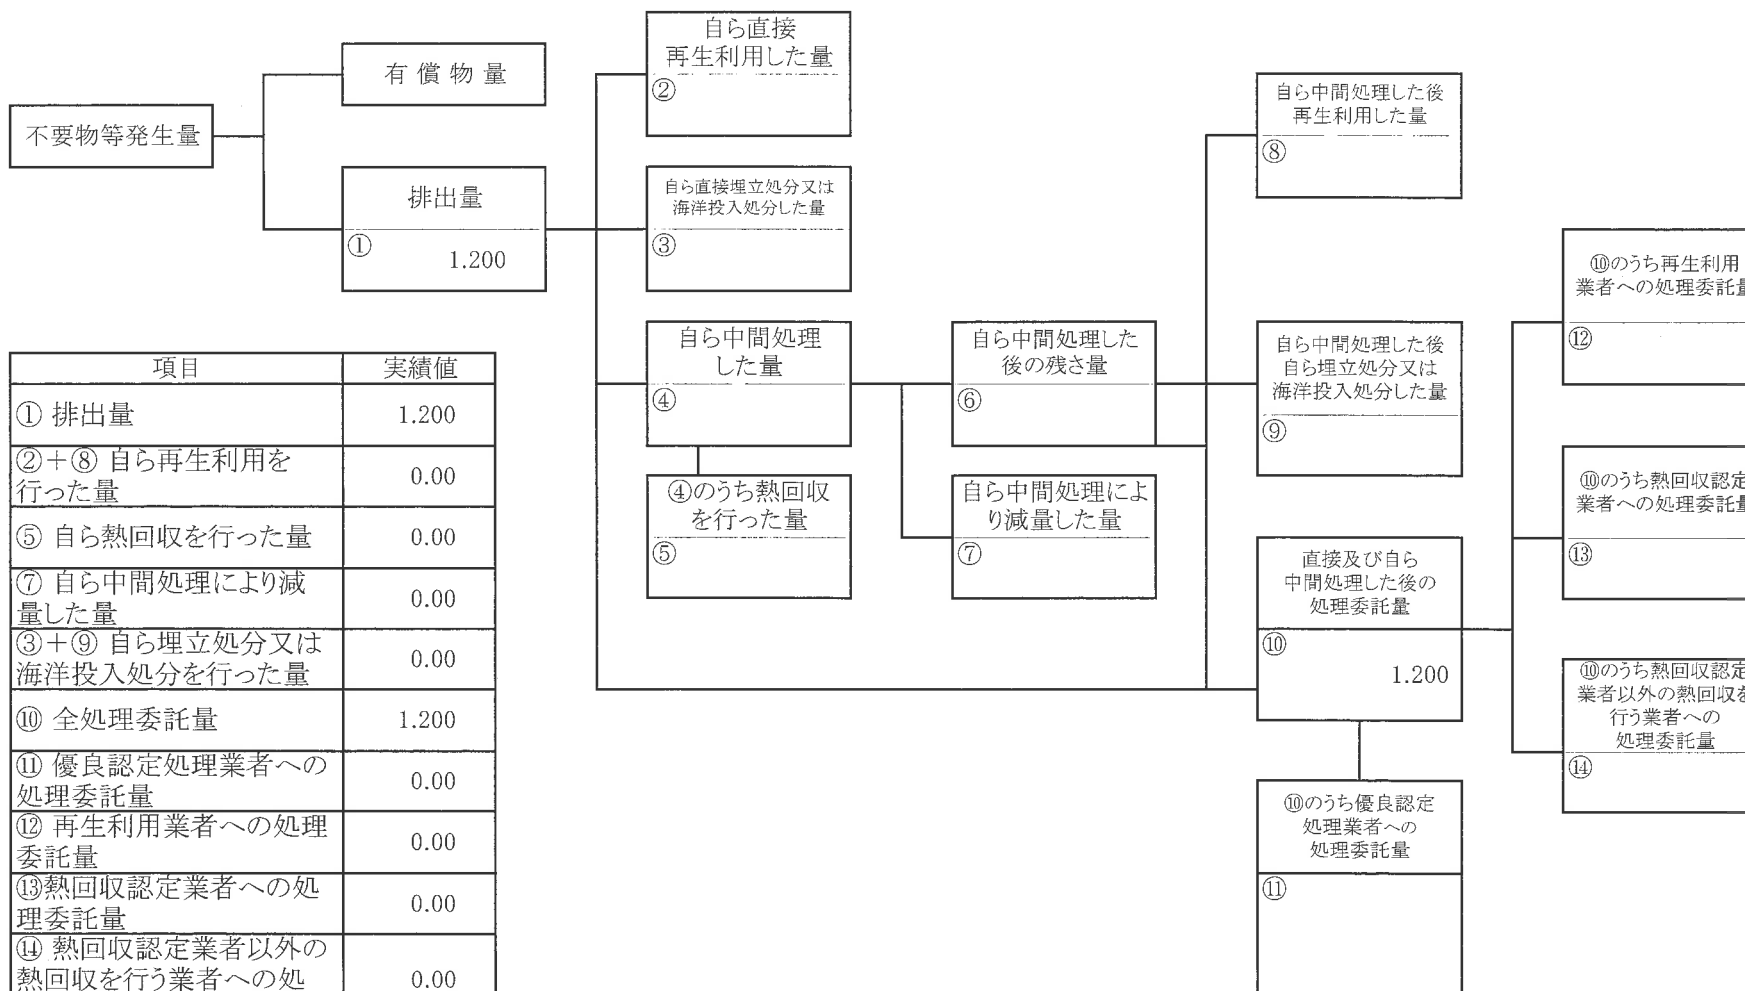 不要物等発生量
有 償 物 量
排出量
①
1.200
自ら直接
再生利用した量
②
自ら直接埋立処分又は
海洋投入処分した量
③
自ら中間処理
した量
④
④のうち熱回収
を行った量
⑤
自ら中間処理した
後の残さ量
⑥
自ら中間処理によ
り減量した量
⑦
自ら中間処理した後
再生利用した量
⑧
自ら中間処理した後
自ら埋立処分又は
海洋投入処分した量
⑨
直接及び自ら
中間処理した後の
処理委託量
⑩
1.200
⑩のうち優良認定
処理業者への
処理委託量
⑪
⑩のうち再生利用
業者への処理委託量
⑫
⑩のうち熱回収認定
業者への処理委託量
⑬
⑩のうち熱回収認定
業者以外の熱回収を
行う業者への
処理委託量
⑭
項目 実績値
① 排出量 1.200
②+⑧ 自ら再生利用を
行った量 0.00
⑤ 自ら熱回収を行った量 0.00
⑦ 自ら中間処理により減
量した量 0.00
③+⑨ 自ら埋立処分又は
海洋投入処分を行った量 0.00
⑩ 全処理委託量 1.200
⑪ 優良認定処理業者への
処理委託量 0.00
⑫ 再生利用業者への処理
委託量 0.00
⑬熱回収認定業者への処
理委託量 0.00
⑭ 熱回収認定業者以外の
熱回収を行う業者への処 0.00